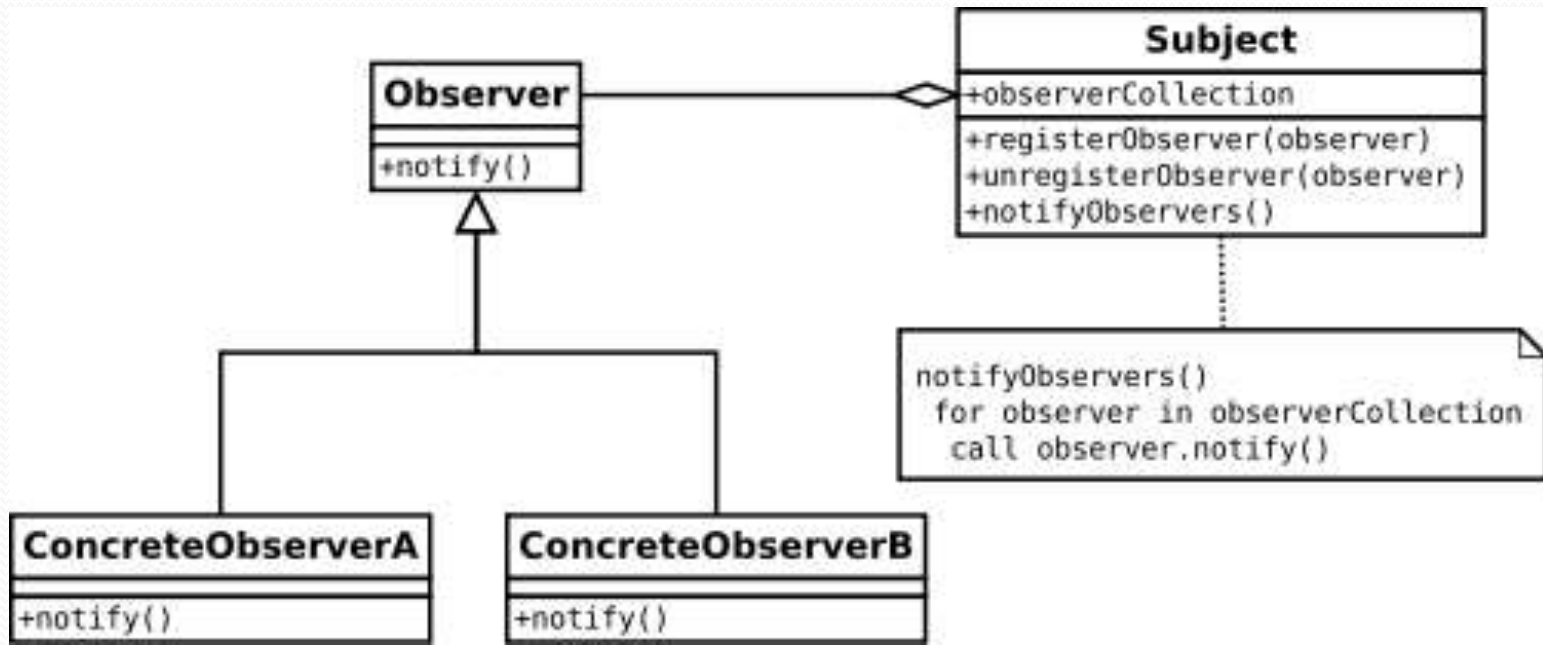 Observer
+notify()
Subject
+observerCollection
+registerObserver(observer)
+unregisterObserver(observer)
+notifyObservers()
notifyObservers()
for observer in observerCollection
call observer.notify()
ConcreteObserverA
+notify()
ConcreteObserverB
+notify()